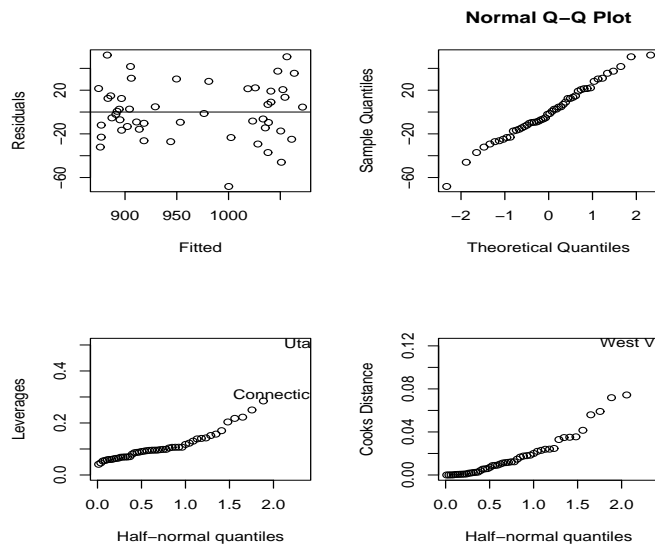 Normal Q−Q Plot
Residuals
20
−20
−60
900
950
1000
Fitted
Sample Quantiles
20
−20
−60
−2
−1
0
1
2
Theoretical Quantiles
Leverages
0.4
0.2
0.0
Uta
Connectic
0.0
0.5
1.0
1.5
2.0
Half−normal quantiles
Cooks Distance
0.12
0.08
0.04
0.00
West V
0.0
0.5
1.0
1.5
2.0
Half−normal quantiles